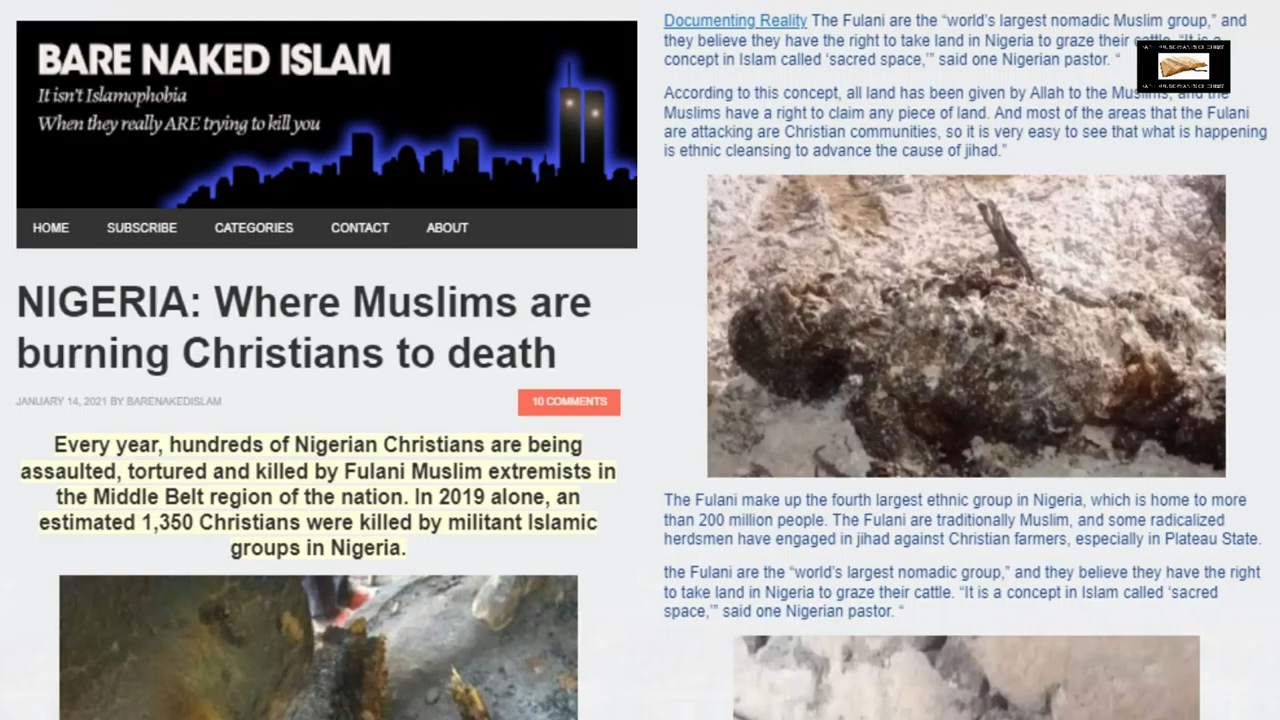 BARE NAKED ISLAM
It isn't Islamophobia
When they really ARE trying to kill you
HOME SUBSCRIBE CATEGORIES CONTACT ABOUT
NIGERIA: Where Muslims are
burning Christians to death
JANUARY 14, 2021 BY BARENAKEDISLAM
10 COMMENTS
Every year, hundreds of Nigerian Christians are being
assaulted, tortured and killed by Fulani Muslim extremists in
the Middle Belt region of the nation. In 2019 alone, an
estimated 1,350 Christians were killed by militant Islamic
groups in Nigeria.
Documenting Reality The Fulani are the “world’s largest nomadic Muslim group,” and
they believe they have the right to take land in Nigeria to graze their cattle. “It is a
concept in Islam called ‘sacred space,’” said one Nigerian pastor. “
According to this concept, all land has been given by Allah to the Muslims, and the
Muslims have a right to claim any piece of land. And most of the areas that the Fulani
are attacking are Christian communities, so it is very easy to see that what is happening
is ethnic cleansing to advance the cause of jihad.”
The Fulani make up the fourth largest ethnic group in Nigeria, which is home to more
than 200 million people. The Fulani are traditionally Muslim, and some radicalized
herdsmen have engaged in jihad against Christian farmers, especially in Plateau State.
the Fulani are the “world’s largest nomadic group,” and they believe they have the right
to take land in Nigeria to graze their cattle. “It is a concept in Islam called ‘sacred
space,’” said one Nigerian pastor. “